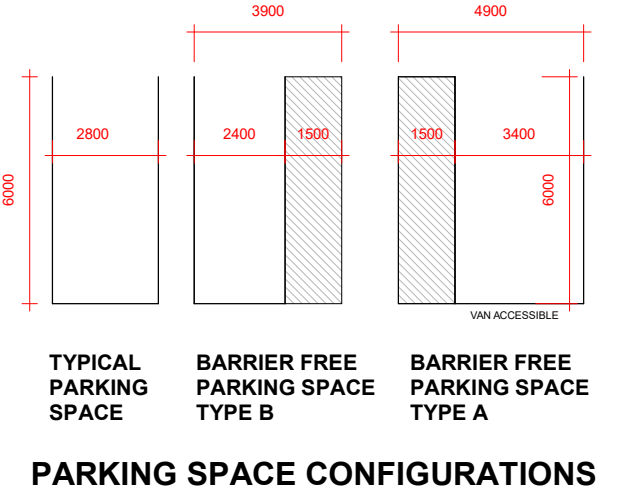 3900
4900
2800
2400
1500
1500
3400
6000
6000
VAN ACCESSIBLE
TYPICAL
PARKING
SPACE
BARRIER FREE
PARKING SPACE
TYPE B
BARRIER FREE
PARKING SPACE
TYPE A
PARKING SPACE CONFIGURATIONS